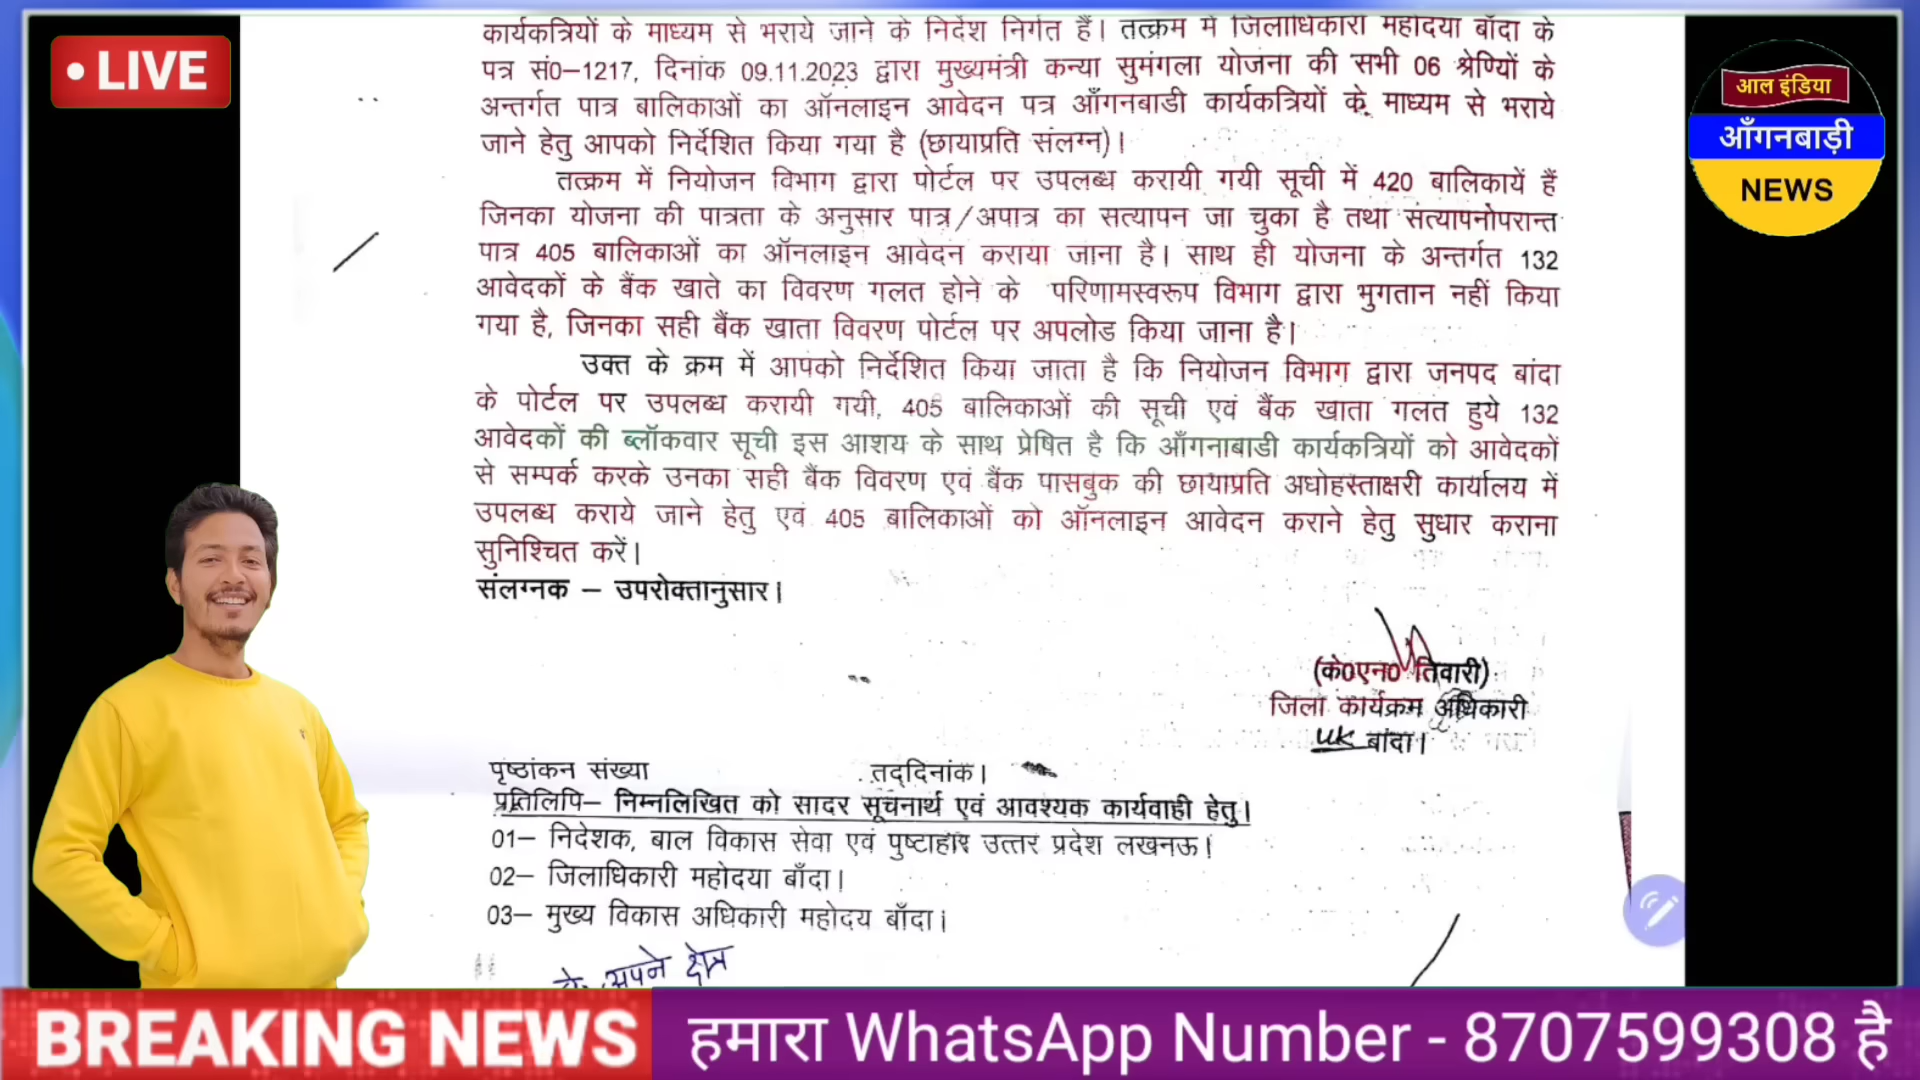 • LIVE
कार्यकत्रियों के माध्यम से भराये जाने के निर्देश निर्गत हैं। तत्क्रम में जिलाधिकारी महोदया बाँदा के
पत्र सं0–1217, दिनांक 09.11.2023 द्वारा मुख्यमंत्री कन्या सुमंगला योजना की सभी 06 श्रेणियों के
अन्तर्गत पात्र बालिकाओं का ऑनलाइन आवेदन पत्र आँगनबाडी कार्यकत्रियों के माध्यम से भराये
जाने हेतु आपको निर्देशित किया गया है (छायाप्रति संलग्न)।
तत्क्रम में नियोजन विभाग द्वारा पोर्टल पर उपलब्ध करायी गयी सूची में 420 बालिकायें हैं
जिनका योजना की पात्रता के अनुसार पात्र/अपात्र का सत्यापन जा चुका है तथा सत्यापनोपरान्त
पात्र 405 बालिकाओं का ऑनलाइन आवेदन कराया जाना है। साथ ही योजना के अन्तर्गत 132
आवेदकों के बैंक खाते का विवरण गलत होने के परिणामस्वरूप विभाग द्वारा भुगतान नहीं किया
गया है, जिनका सही बैंक खाता विवरण पोर्टल पर अपलोड किया जाना है।
उक्त के क्रम में आपको निर्देशित किया जाता है कि नियोजन विभाग द्वारा जनपद बांदा
के पोर्टल पर उपलब्ध करायी गयी, 405 बालिकाओं की सूची एवं बैंक खाता गलत हुये 132
आवेदकों की ब्लॉकवार सूची इस आशय के साथ प्रेषित है कि आँगनाबाडी कार्यकत्रियों को आवेदकों
से सम्पर्क करके उनका सही बैंक विवरण एवं बैंक पासबुक की छायाप्रति अधोहस्ताक्षरी कार्यालय में
उपलब्ध कराये जाने हेतु एवं 405 बालिकाओं को ऑनलाइन आवेदन कराने हेतु सुधार कराना
सुनिश्चित करें।
संलग्नक – उपरोक्तानुसार।
(के0एन0 तिवारी)
जिला कार्यक्रम अधिकारी
बांदा।
पृष्ठांकन संख्या तद्दिनांक।
प्रतिलिपि– निम्नलिखित को सादर सूचनार्थ एवं आवश्यक कार्यवाही हेतु।
01– निदेशक, बाल विकास सेवा एवं पुष्टाहार उत्तर प्रदेश लखनऊ।
02– जिलाधिकारी महोदया बाँदा।
03– मुख्य विकास अधिकारी महोदय बाँदा।
अपने क्षेत्र
आल इंडिया
आँगनबाड़ी
NEWS
BREAKING NEWS
हमारा WhatsApp Number - 8707599308 है